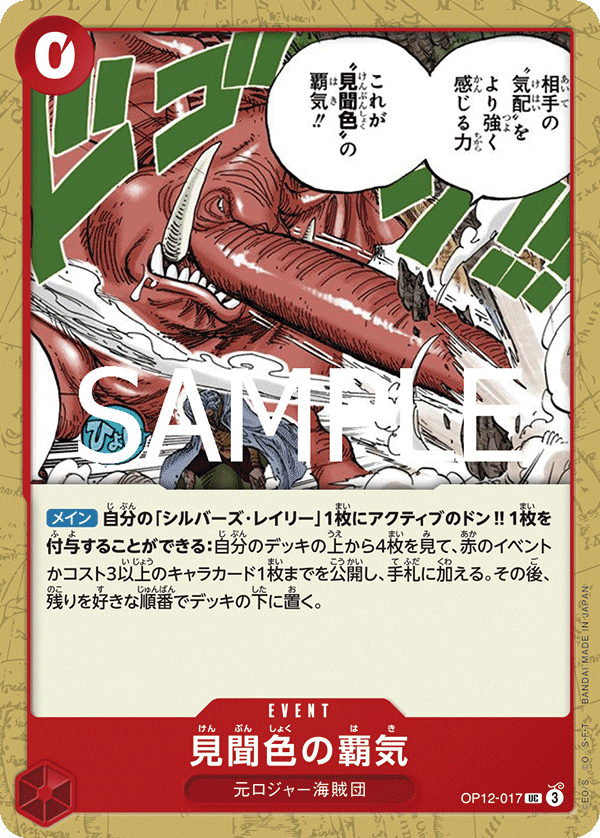 0
相手の
“気配”を
より強く
感じる力
これが
“見聞色”の
覇気!!
ドゴォ!!!
SAMPLE
ひょ
メイン 自分の「シルバーズ・レイリー」1枚にアクティブのドン!!1枚を
付与することができる：自分のデッキの上から4枚を見て、赤のイベント
かコスト3以上のキャラカード1枚までを公開し、手札に加える。その後、
残りを好きな順番でデッキの下に置く。
EVENT
見聞色の覇気
元ロジャー海賊団
OP12-017 UC 3
BANDAI MADE IN JAPAN